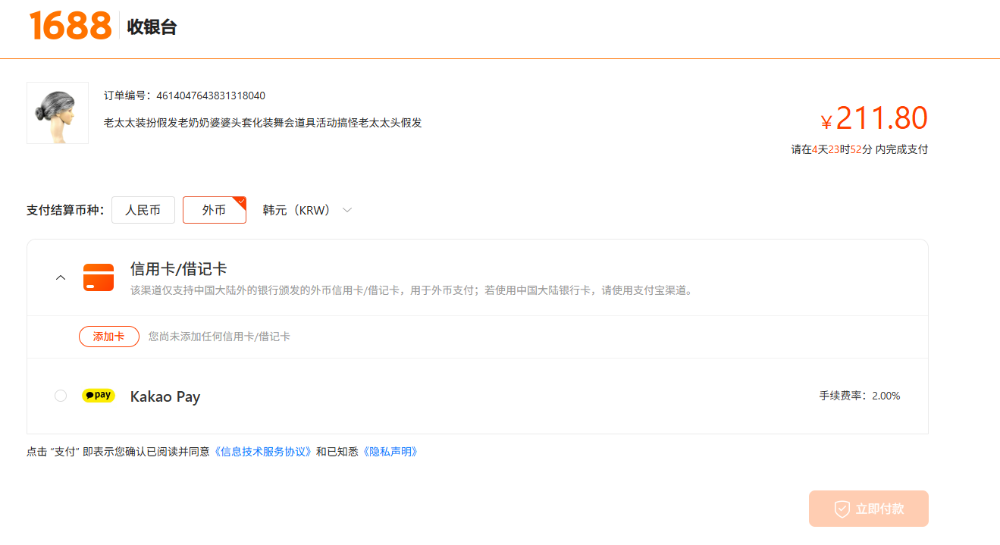 1688 收银台
订单编号：4614047643831318040
老太太装扮假发老奶奶婆婆头套化装舞会道具活动搞怪老太太头假发
¥211.80
请在4天23时52分 内完成支付
支付结算币种： 人民币 外币 韩元（KRW）
信用卡/借记卡
该渠道仅支持中国大陆外的银行颁发的外币信用卡/借记卡，用于外币支付；若使用中国大陆银行卡，请使用支付宝渠道。
添加卡 您尚未添加任何信用卡/借记卡
pay Kakao Pay 手续费率：2.00%
点击 “支付” 即表示您确认已阅读并同意《信息技术服务协议》和已知悉《隐私声明》
立即付款